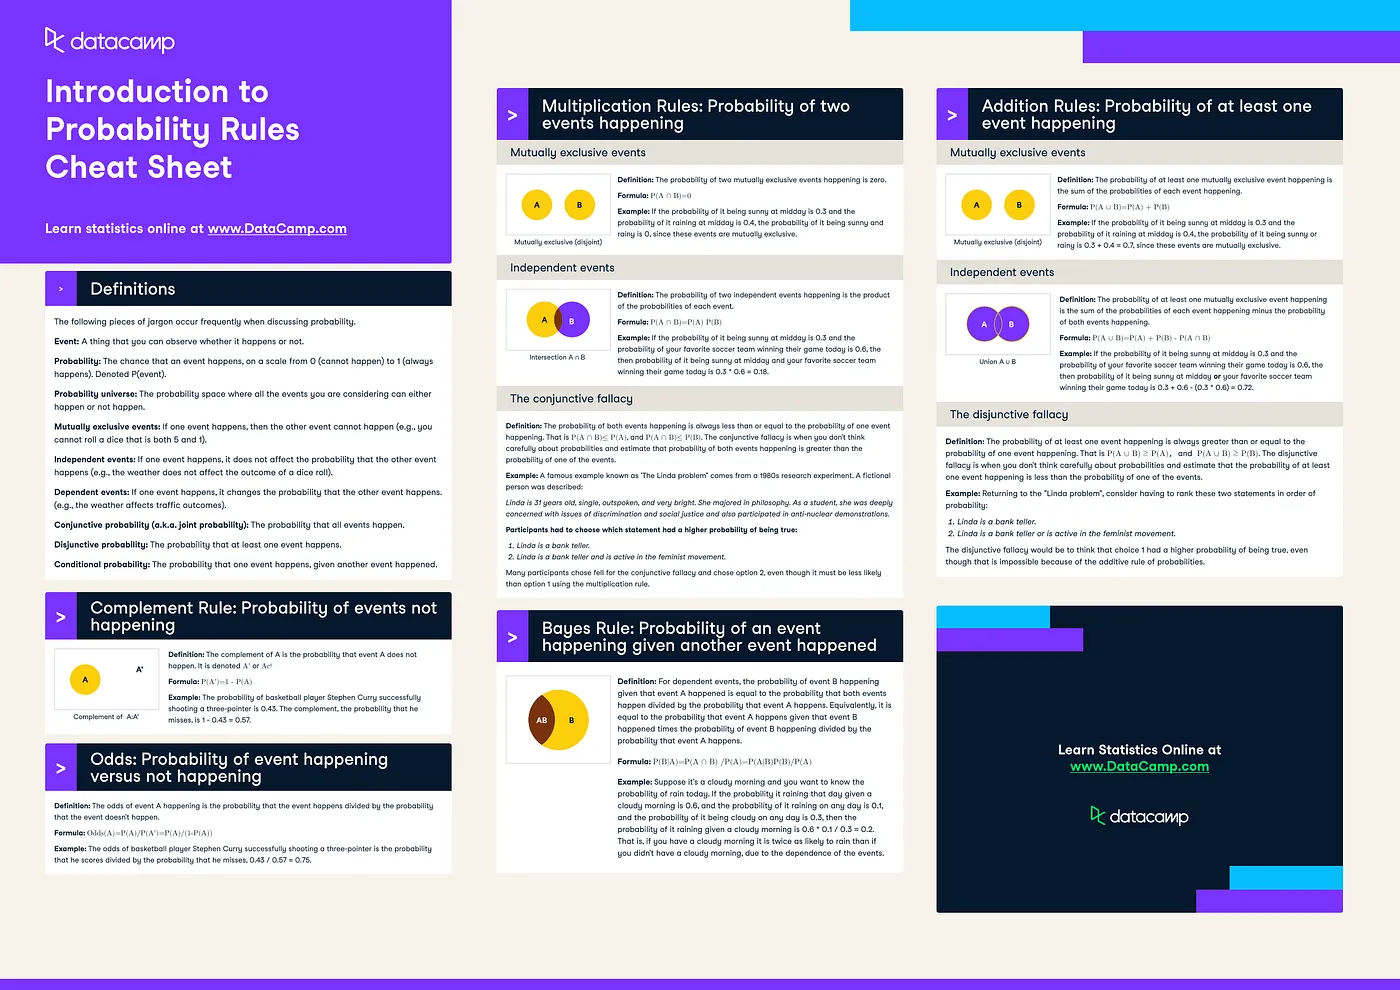 datacamp
Introduction to
Probability Rules
Cheat Sheet
Learn statistics online at www.DataCamp.com
> Definitions
The following pieces of jargon occur frequently when discussing probability.
Event: A thing that you can observe whether it happens or not.
Probability: The chance that an event happens, on a scale from 0 (cannot happen) to 1 (always
happens). Denoted P(event).
Probability universe: The probability space where all the events you are considering can either
happen or not happen.
Mutually exclusive events: If one event happens, then the other event cannot happen (e.g., you
cannot roll a dice that is both 5 and 1).
Independent events: If one event happens, it does not affect the probability that the other event
happens (e.g., the weather does not affect the outcome of a dice roll).
Dependent events: If one event happens, it changes the probability that the other event happens.
(e.g., the weather affects traffic outcomes).
Conjunctive probability (a.k.a. joint probability): The probability that all events happen.
Disjunctive probability: The probability that at least one event happens.
Conditional probability: The probability that one event happens, given another event happened.
> Complement Rule: Probability of events not
happening
A
A'
Complement of A:A'
Definition: The complement of A is the probability that event A does not
happen. It is denoted A' or Aᶜ
Formula: P(A')=1 - P(A)
Example: The probability of basketball player Stephen Curry successfully
shooting a three-pointer is 0.43. The complement, the probability that he
misses, is 1 - 0.43 = 0.57.
> Odds: Probability of event happening
versus not happening
Definition: The odds of event A happening is the probability that the event happens divided by the probability
that the event doesn't happen.
Formula: Odds(A)=P(A)/P(A')=P(A)/(1-P(A))
Example: The odds of basketball player Stephen Curry successfully shooting a three-pointer is the probability
that he scores divided by the probability that he misses, 0.43 / 0.57 = 0.75.
> Multiplication Rules: Probability of two
events happening
Mutually exclusive events
A B
Mutually exclusive (disjoint)
Definition: The probability of two mutually exclusive events happening is zero.
Formula: P(A ∩ B)=0
Example: If the probability of it being sunny at midday is 0.3 and the
probability of it raining at midday is 0.4, the probability of it being sunny and
rainy is 0, since these events are mutually exclusive.
Independent events
A B
Intersection A ∩ B
Definition: The probability of two independent events happening is the product
of the probabilities of each event.
Formula: P(A ∩ B)=P(A) P(B)
Example: If the probability of it being sunny at midday is 0.3 and the
probability of your favorite soccer team winning their game today is 0.6, the
then probability of it being sunny at midday and your favorite soccer team
winning their game today is 0.3 * 0.6 = 0.18.
The conjunctive fallacy
Definition: The probability of both events happening is always less than or equal to the probability of one event
happening. That is P(A ∩ B)≤ P(A), and P(A ∩ B)≤ P(B). The conjunctive fallacy is when you don't think
carefully about probabilities and estimate that probability of both events happening is greater than the
probability of one of the events.
Example: A famous example known as 'The Linda problem" comes from a 1980s research experiment. A fictional
person was described:
Linda is 31 years old, single, outspoken, and very bright. She majored in philosophy. As a student, she was deeply
concerned with issues of discrimination and social justice and also participated in anti-nuclear demonstrations.
Participants had to choose which statement had a higher probability of being true:
1. Linda is a bank teller.
2. Linda is a bank teller and is active in the feminist movement.
Many participants chose fell for the conjunctive fallacy and chose option 2, even though it must be less likely
than option 1 using the multiplication rule.
> Bayes Rule: Probability of an event
happening given another event happened
AB B
Definition: For dependent events, the probability of event B happening
given that event A happened is equal to the probability that both events
happen divided by the probability that event A happens. Equivalently, it is
equal to the probability that event A happens given that event B
happened times the probability of event B happening divided by the
probability that event A happens.
Formula: P(B|A)=P(A ∩ B) /P(A)=P(A|B)P(B)/P(A)
Example: Suppose it's a cloudy morning and you want to know the
probability of rain today. If the probability it raining that day given a
cloudy morning is 0.6, and the probability of it raining on any day is 0.1,
and the probability of it being cloudy on any day is 0.3, then the
probability of it raining given a cloudy morning is 0.6 * 0.1 / 0.3 = 0.2.
That is, if you have a cloudy morning it is twice as likely to rain than if
you didn't have a cloudy morning, due to the dependence of the events.
> Addition Rules: Probability of at least one
event happening
Mutually exclusive events
A B
Mutually exclusive (disjoint)
Definition: The probability of at least one mutually exclusive event happening is
the sum of the probabilities of each event happening.
Formula: P(A ∪ B)=P(A) + P(B)
Example: If the probability of it being sunny at midday is 0.3 and the
probability of it raining at midday is 0.4, the probability of it being sunny or
rainy is 0.3 + 0.4 = 0.7, since these events are mutually exclusive.
Independent events
A B
Union A ∪ B
Definition: The probability of at least one mutually exclusive event happening
is the sum of the probabilities of each event happening minus the probability
of both events happening.
Formula: P(A ∪ B)=P(A) + P(B) - P(A ∩ B)
Example: If the probability of it being sunny at midday is 0.3 and the
probability of your favorite soccer team winning their game today is 0.6, the
then probability of it being sunny at midday or your favorite soccer team
winning their game today is 0.3 + 0.6 - (0.3 * 0.6) = 0.72.
The disjunctive fallacy
Definition: The probability of at least one event happening is always greater than or equal to the
probability of one event happening. That is P(A ∪ B) ≥ P(A), and P(A ∪ B) ≥ P(B). The disjunctive
fallacy is when you don't think carefully about probabilities and estimate that the probability of at least
one event happening is less than the probability of one of the events.
Example: Returning to the "Linda problem", consider having to rank these two statements in order of
probability:
1. Linda is a bank teller.
2. Linda is a bank teller or is active in the feminist movement.
The disjunctive fallacy would be to think that choice 1 had a higher probability of being true, even
though that is impossible because of the additive rule of probabilities.
Learn Statistics Online at
www.DataCamp.com
datacamp